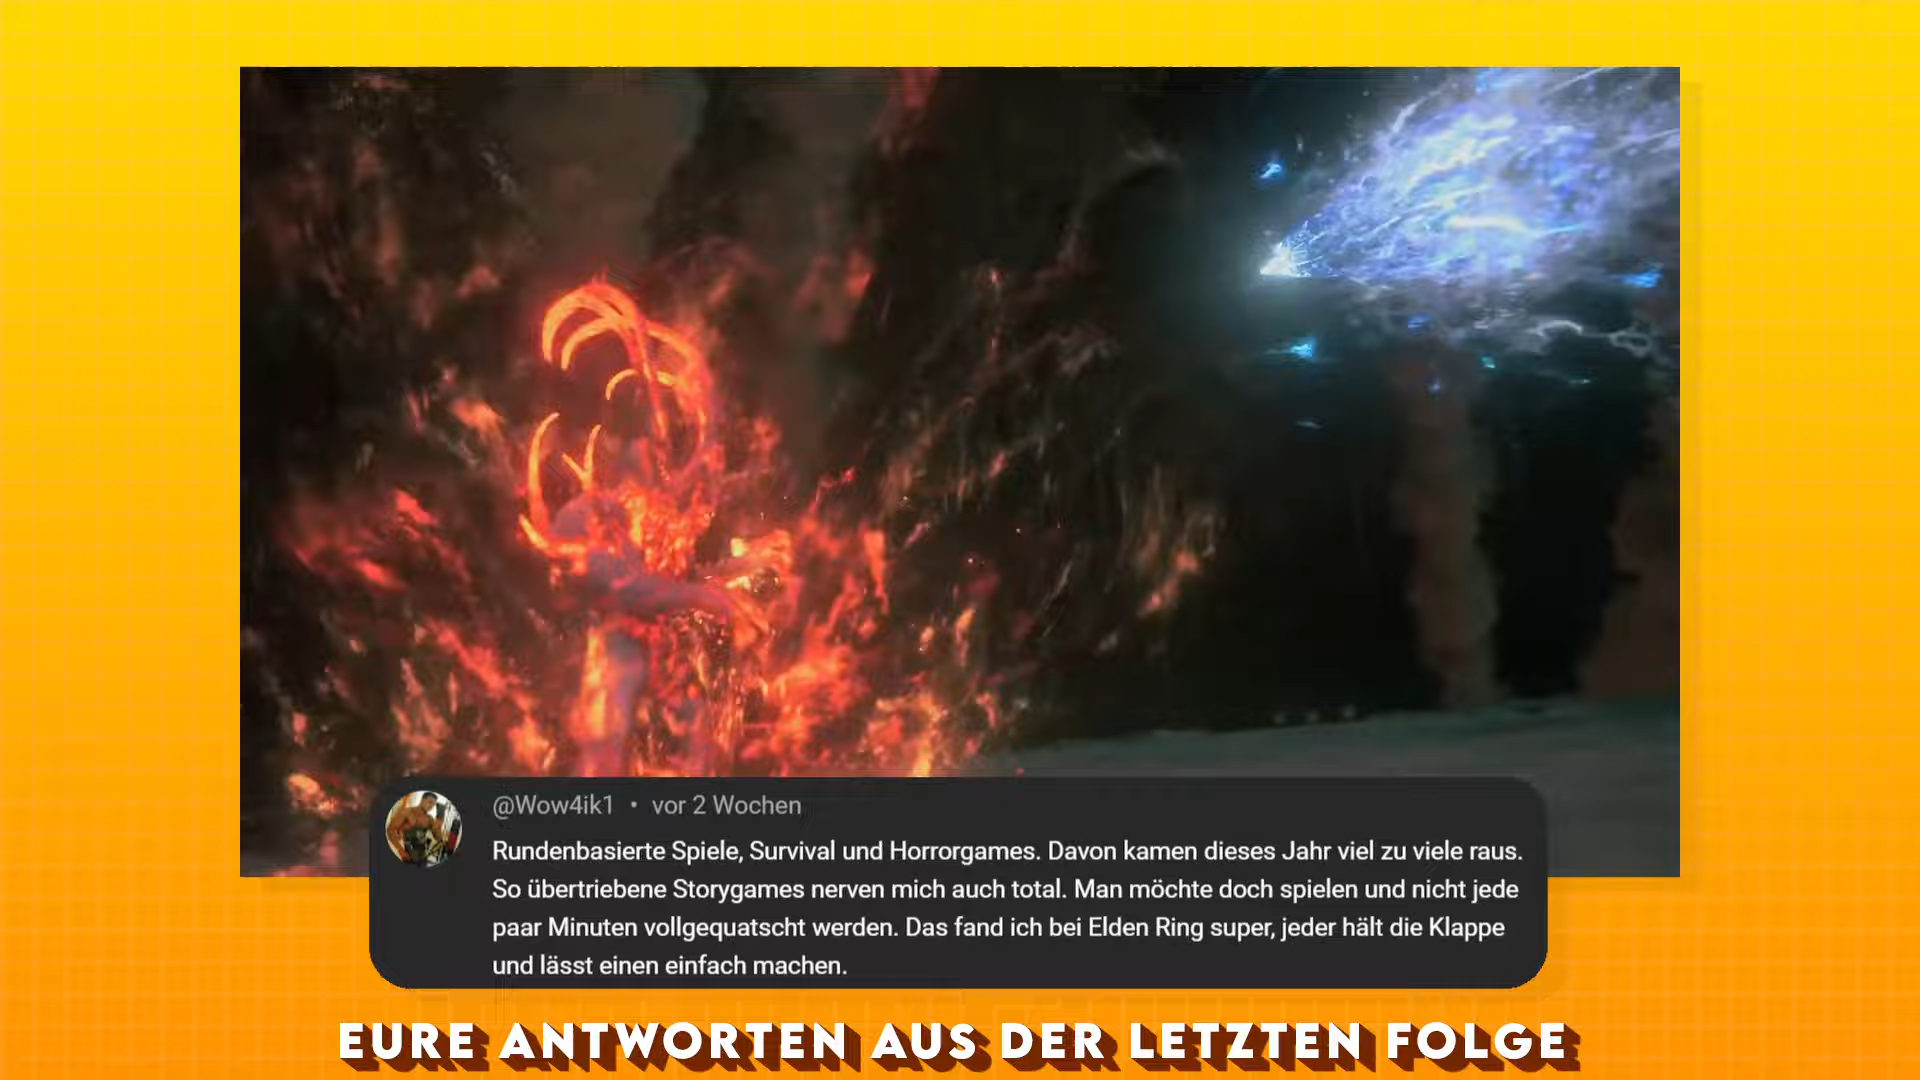 @Wow4ik1 • vor 2 Wochen
Rundenbasierte Spiele, Survival und Horrorgames. Davon kamen dieses Jahr viel zu viele raus.
So übertriebene Storygames nerven mich auch total. Man möchte doch spielen und nicht jede
paar Minuten vollgequatscht werden. Das fand ich bei Elden Ring super, jeder hält die Klappe
und lässt einen einfach machen.
EURE ANTWORTEN AUS DER LETZTEN FOLGE